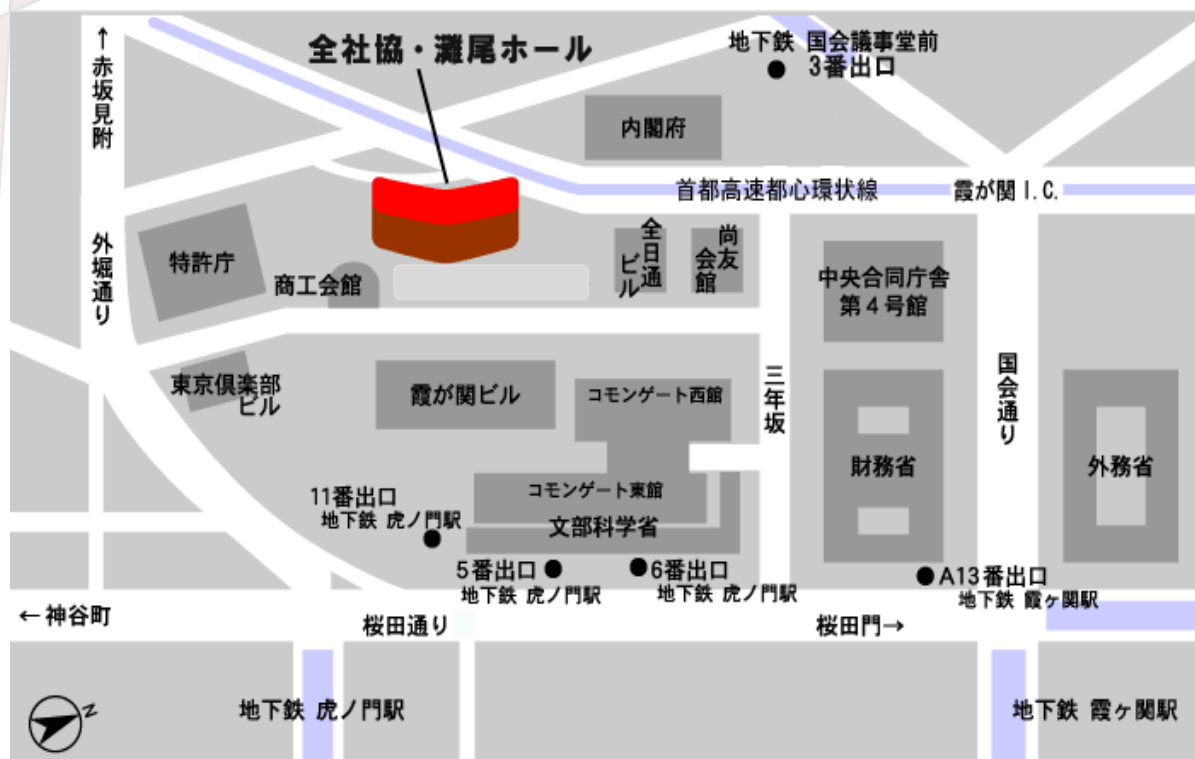 ↑赤坂見附
全社協・灘尾ホール
地下鉄 国会議事堂前
3番出口
内閣府
首都高速都心環状線
霞が関 I.C.
外堀通り
特許庁
商工会館
全日通
ビル
尚友
会館
中央合同庁舎
第4号館
東京倶楽部
ビル
霞が関ビル
コモンゲート西館
三年坂
国会通り
財務省
外務省
コモンゲート東館
文部科学省
11番出口
地下鉄 虎ノ門駅
5番出口
地下鉄 虎ノ門駅
6番出口
地下鉄 虎ノ門駅
A13番出口
地下鉄 霞ヶ関駅
←神谷町
桜田通り
桜田門→
地下鉄 虎ノ門駅
地下鉄 霞ヶ関駅
N